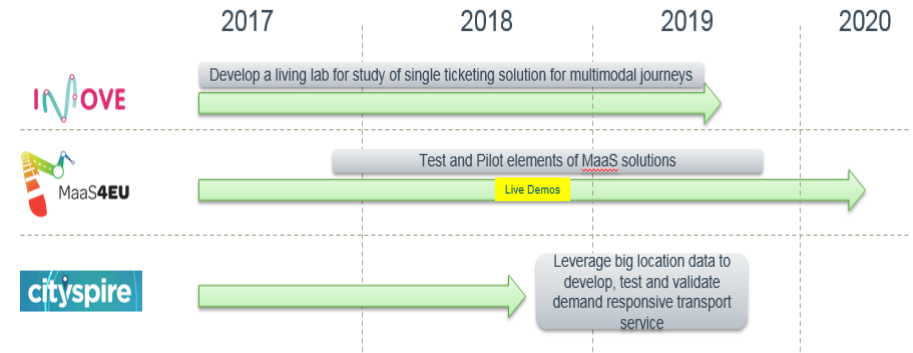 2017 2018 2019 2020
IMOVE
Develop a living lab for study of single ticketing solution for multimodal journeys
MaaS4EU
Test and Pilot elements of MaaS solutions
Live Demos
cityspire
Leverage big location data to
develop, test and validate
demand responsive transport
service